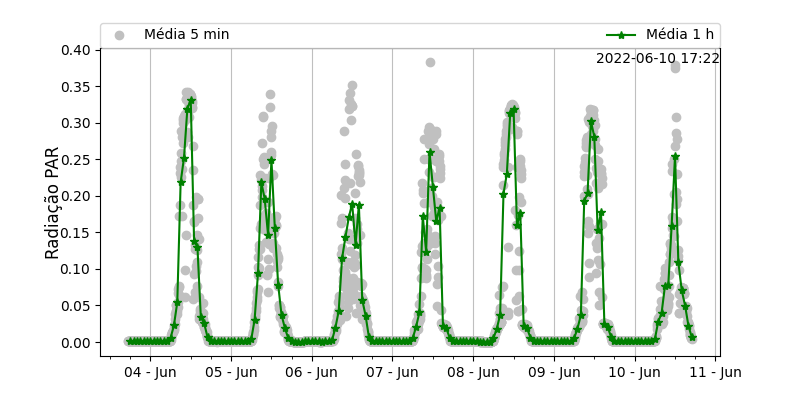 Média 5 min
Média 1 h
2022-06-10 17:22
Radiação PAR
0.40
0.35
0.30
0.25
0.20
0.15
0.10
0.05
0.00
04 - Jun
05 - Jun
06 - Jun
07 - Jun
08 - Jun
09 - Jun
10 - Jun
11 - Jun